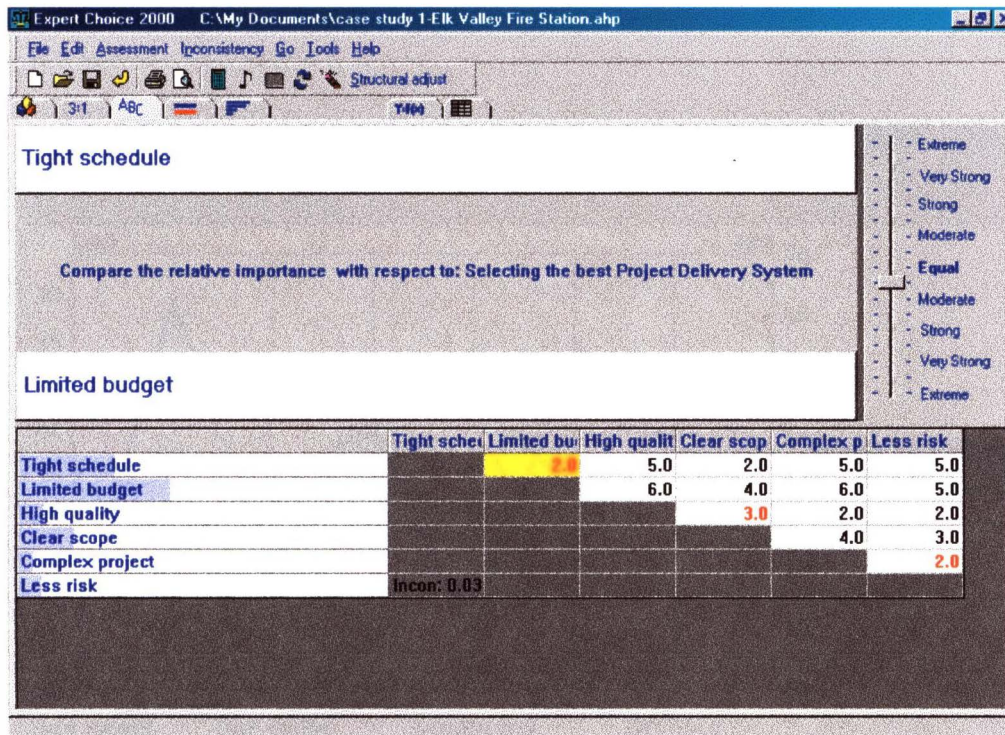 Expert Choice 2000 C:\My Documents\case study 1-Elk Valley Fire Station.ahp
File Edit Assessment Inconsistency Go Tools Help
Structural adjust
3:1 ABC
Tight schedule
Extreme
Very Strong
Strong
Moderate
Compare the relative importance with respect to: Selecting the best Project Delivery System
Equal
Moderate
Strong
Very Strong
Extreme
Limited budget
Tight sche Limited bu High qualit Clear scop Complex p Less risk
Tight schedule 2.0 5.0 2.0 5.0 5.0
Limited budget 6.0 4.0 6.0 5.0
High quality 3.0 2.0 2.0
Clear scope 4.0 3.0
Complex project 2.0
Less risk Incon: 0.03